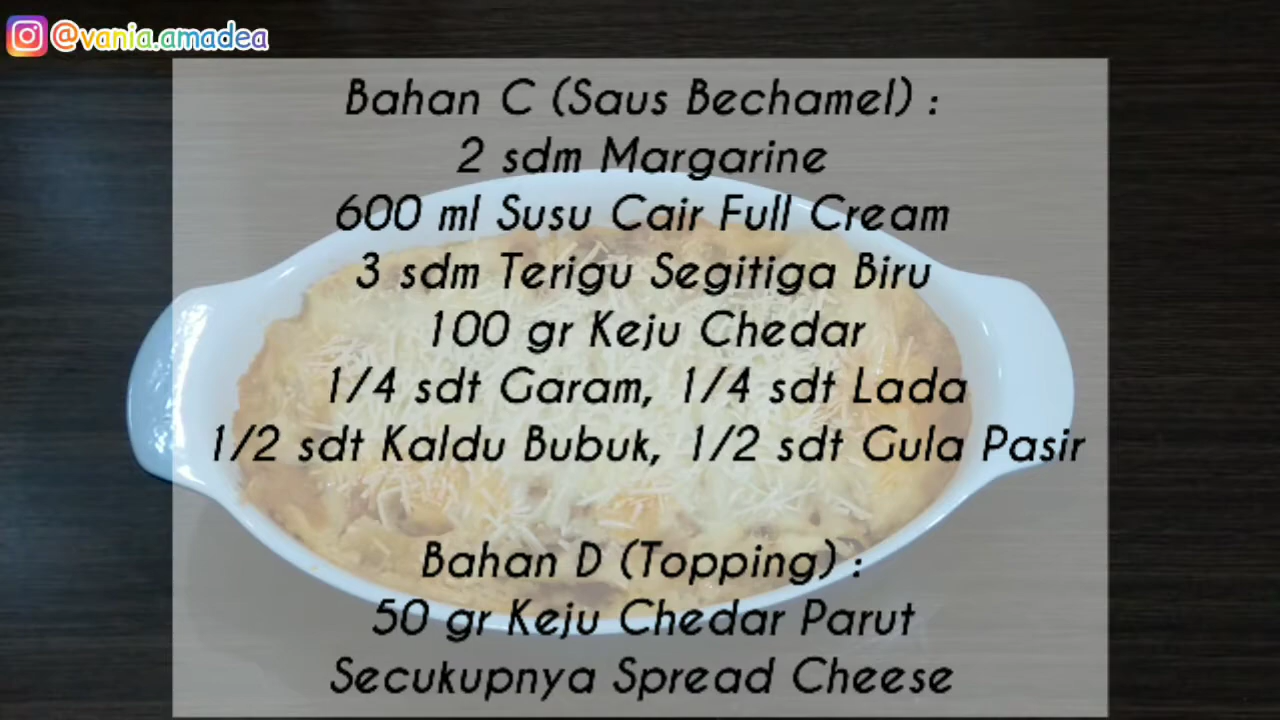 @vania.amadea
Bahan C (Saus Bechamel) :
2 sdm Margarine
600 ml Susu Cair Full Cream
3 sdm Terigu Segitiga Biru
100 gr Keju Chedar
1/4 sdt Garam, 1/4 sdt Lada
1/2 sdt Kaldu Bubuk, 1/2 sdt Gula Pasir
Bahan D (Topping) :
50 gr Keju Chedar Parut
Secukupnya Spread Cheese